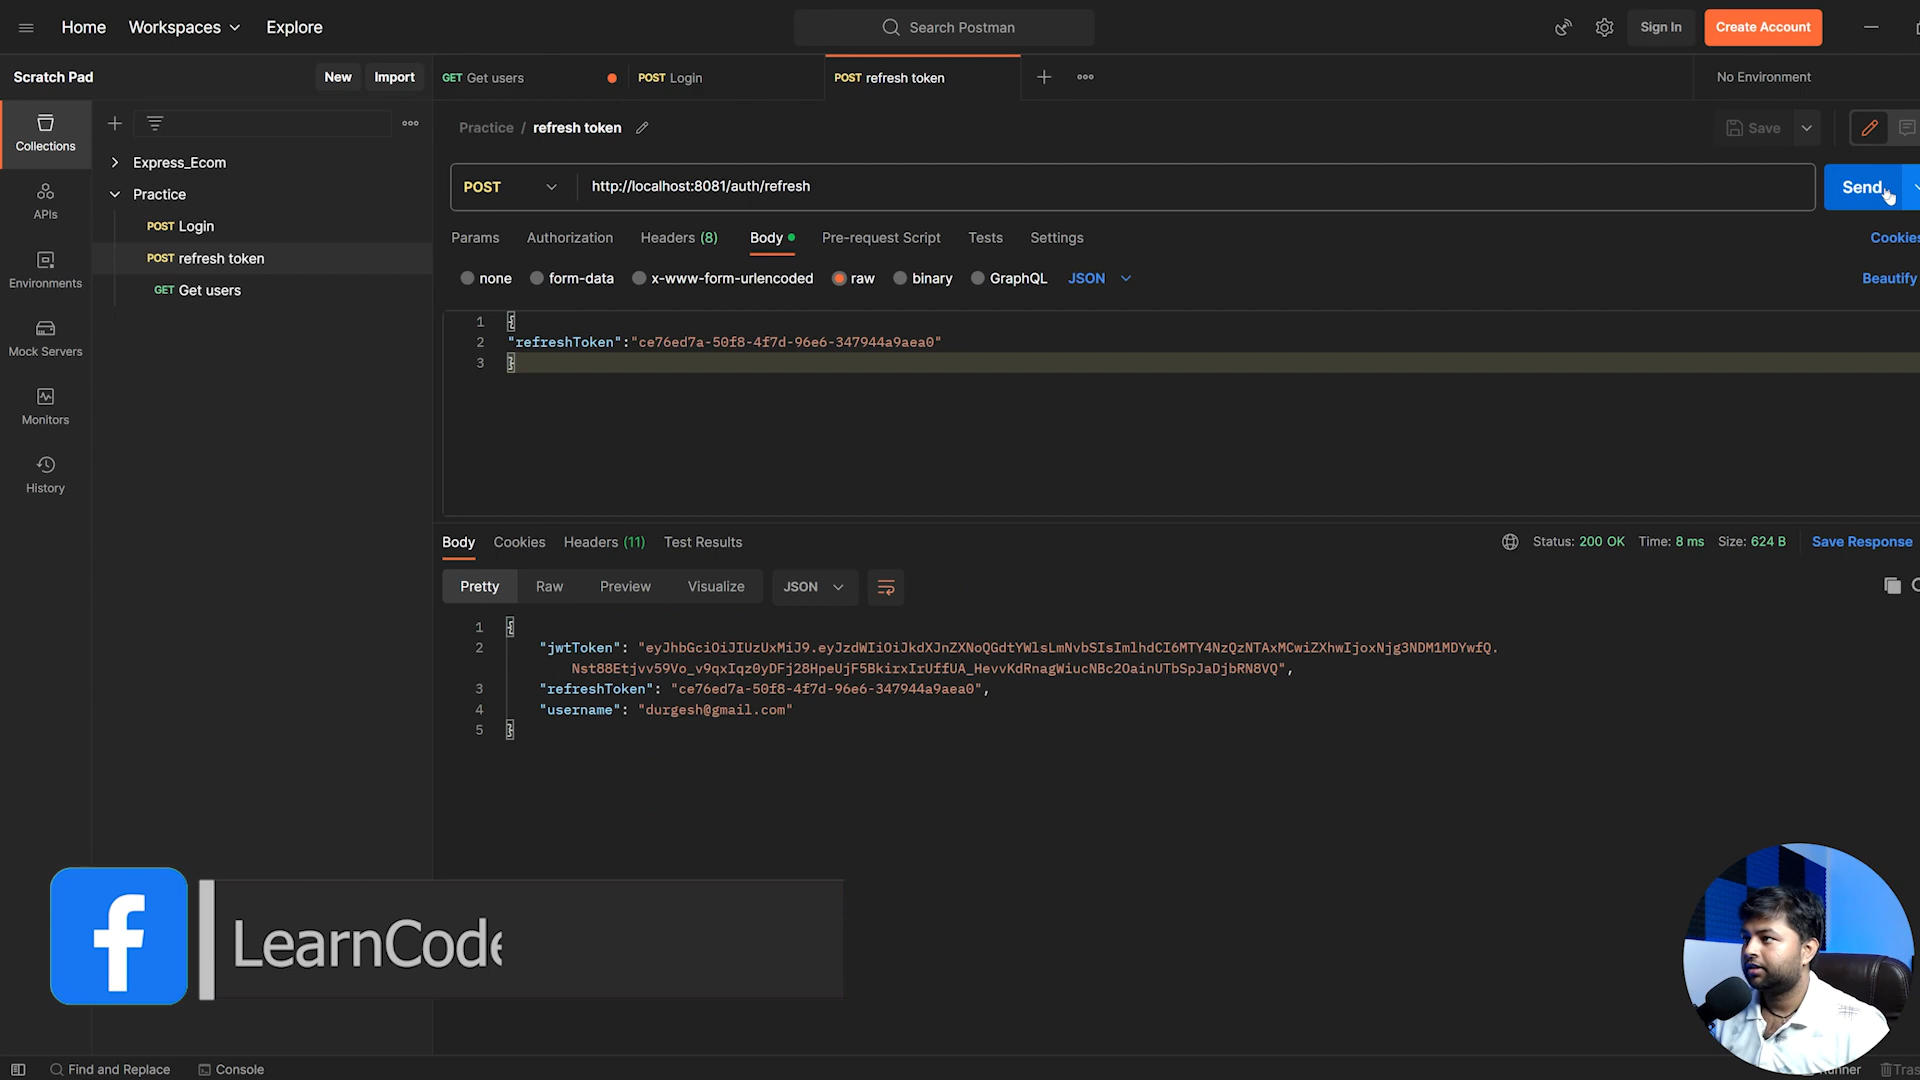 Home
Workspaces
Explore
Search Postman
Sign In
Create Account
Scratch Pad
New
Import
GET Get users
POST Login
POST refresh token
No Environment
Collections
Express_Ecom
Practice
POST Login
POST refresh token
GET Get users
APIs
Environments
Mock Servers
Monitors
History
Practice / refresh token
Save
POST
http://localhost:8081/auth/refresh
Send
Params
Authorization
Headers (8)
Body
Pre-request Script
Tests
Settings
Cookies
none
form-data
x-www-form-urlencoded
raw
binary
GraphQL
JSON
Beautify
1 {
2 "refreshToken":"ce76ed7a-50f8-4f7d-96e6-347944a9aea0"
3 }
Body
Cookies
Headers (11)
Test Results
Status: 200 OK
Time: 8 ms
Size: 624 B
Save Response
Pretty
Raw
Preview
Visualize
JSON
1 {
2 "jwtToken": "eyJhbGciOiJIUzUxMiJ9.eyJzdWIiOiJkdXJnZXNoQGdtYWlsLmNvbSIsImlhdCI6MTY4NzQzNTAxMCwiZXhwIjoxNjg3NDM1MDYwfQ.
Nst88Etjvv59Vo_v9qxIqz0yDFj28HpeUjF5BkirxIrUffUA_HevvKdRnagWiucNBc2OainUTbSpJaDjbRN8VQ",
3 "refreshToken": "ce76ed7a-50f8-4f7d-96e6-347944a9aea0",
4 "username": "durgesh@gmail.com"
5 }
f
LearnCode
Find and Replace
Console
unner
Tras